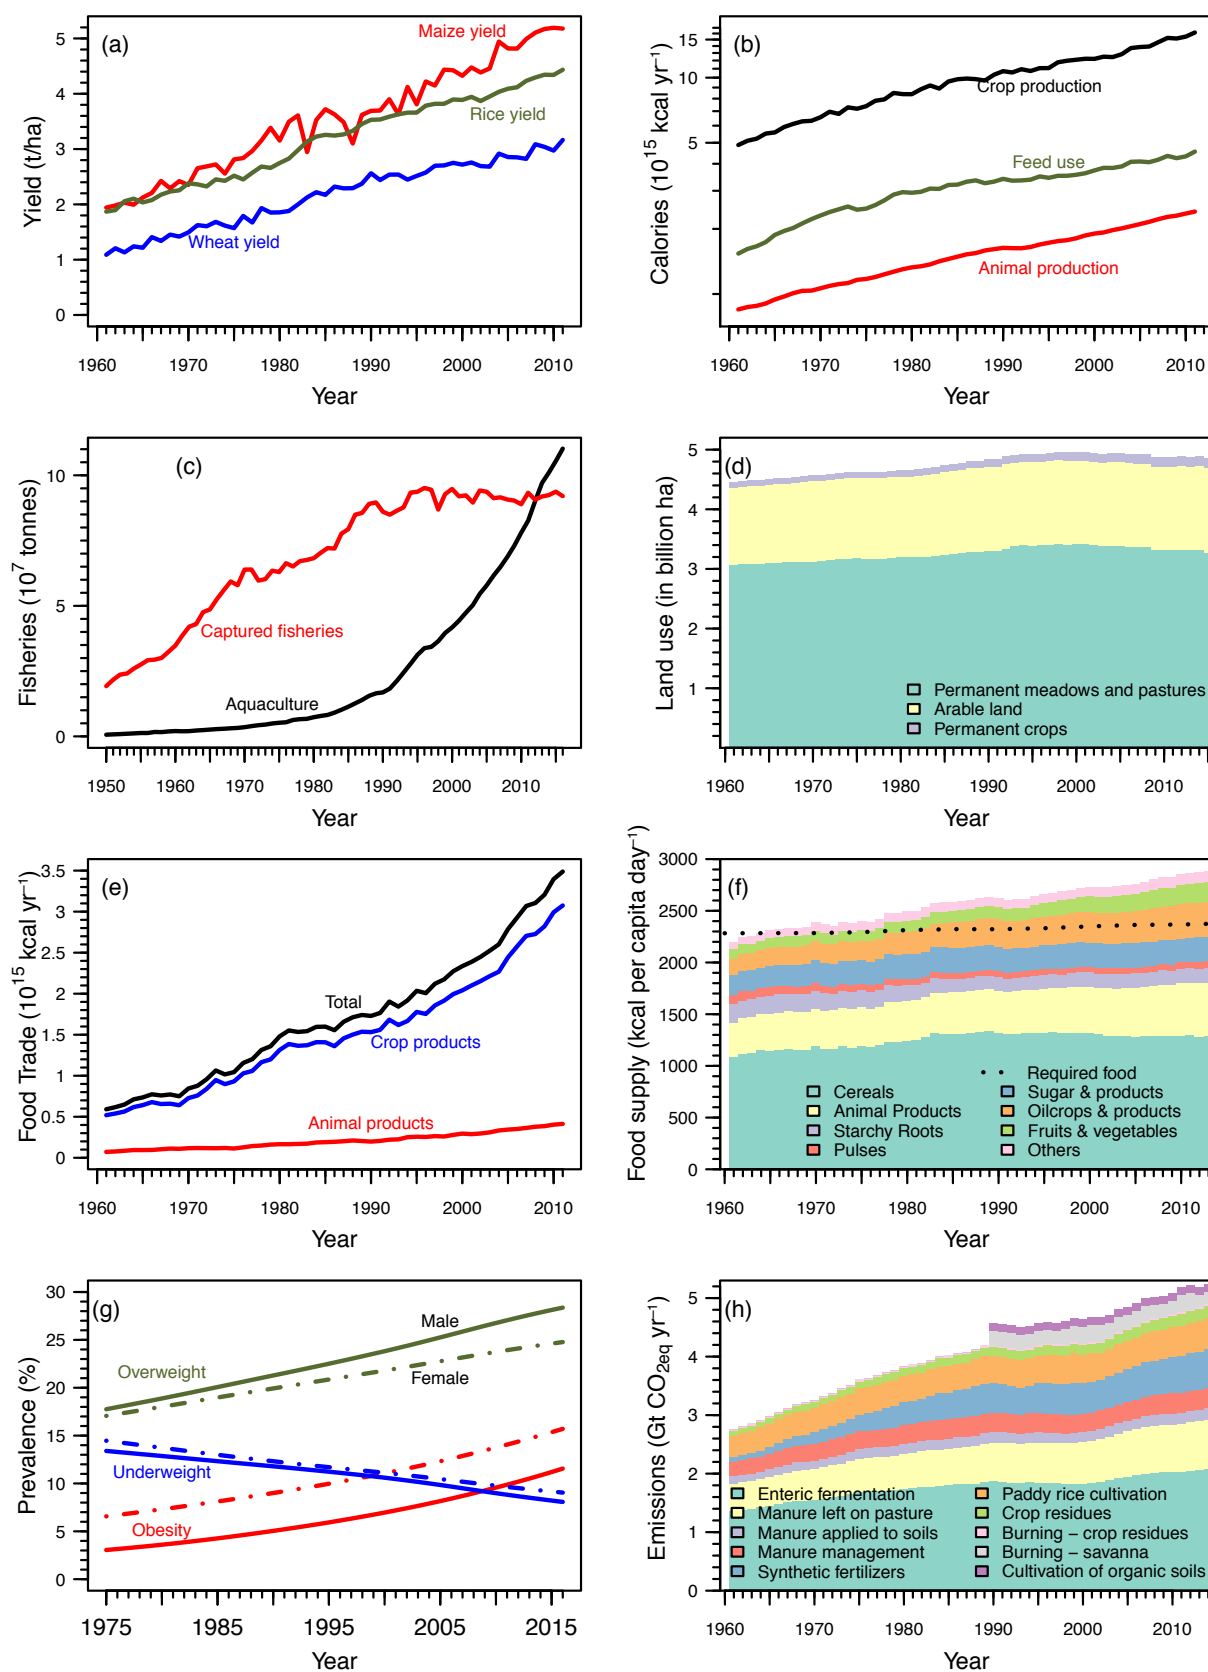 (a)
Maize yield
Rice yield
Wheat yield
Yield (t/ha)
0
1
2
3
4
5
1960
1970
1980
1990
2000
2010
Year
(b)
Crop production
Feed use
Animal production
Calories (10¹⁵ kcal yr⁻¹)
5
10
15
1960
1970
1980
1990
2000
2010
Year
(c)
Captured fisheries
Aquaculture
Fisheries (10⁷ tonnes)
0
5
10
1950
1960
1970
1980
1990
2000
2010
Year
(d)
Land use (in billion ha)
1
2
3
4
5
Permanent meadows and pastures
Arable land
Permanent crops
1960
1970
1980
1990
2000
2010
Year
(e)
Total
Crop products
Animal products
Food Trade (10¹⁵ kcal yr⁻¹)
0
0.5
1
1.5
2
2.5
3
3.5
1960
1970
1980
1990
2000
2010
Year
(f)
Food supply (kcal per capita day⁻¹)
0
500
1000
1500
2000
2500
3000
Required food
Cereals
Animal Products
Starchy Roots
Pulses
Sugar & products
Oilcrops & products
Fruits & vegetables
Others
1960
1970
1980
1990
2000
2010
Year
(g)
Male
Overweight
Female
Underweight
Obesity
Prevalence (%)
0
5
10
15
20
25
30
1975
1985
1995
2005
2015
Year
(h)
Emissions (Gt CO₂eq yr⁻¹)
0
1
2
3
4
5
Enteric fermentation
Manure left on pasture
Manure applied to soils
Manure management
Synthetic fertilizers
Paddy rice cultivation
Crop residues
Burning – crop residues
Burning – savanna
Cultivation of organic soils
1960
1970
1980
1990
2000
2010
Year